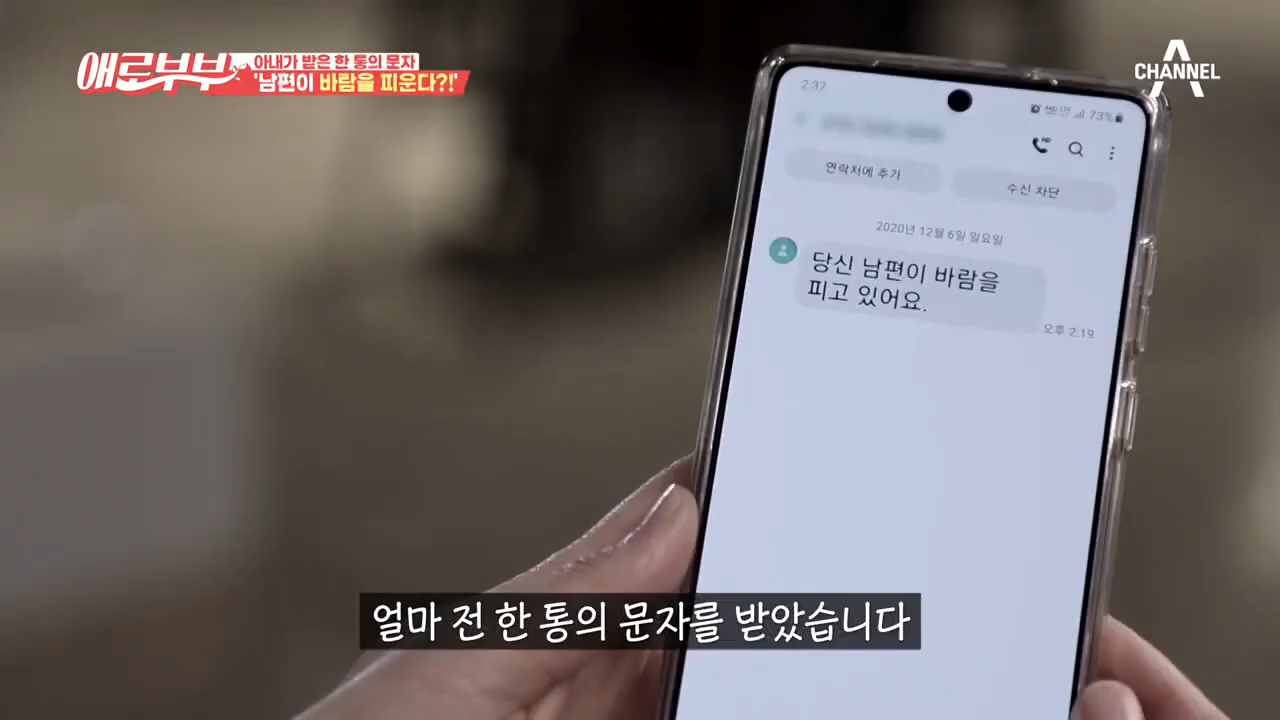 애로부부
아내가 받은 한 통의 문자
'남편이 바람을 피운다?!'
CHANNEL
2:37
73%
연락처에 추가
수신 차단
2020년 12월 6일 일요일
당신 남편이 바람을
피고 있어요.
오후 2:19
얼마 전 한 통의 문자를 받았습니다